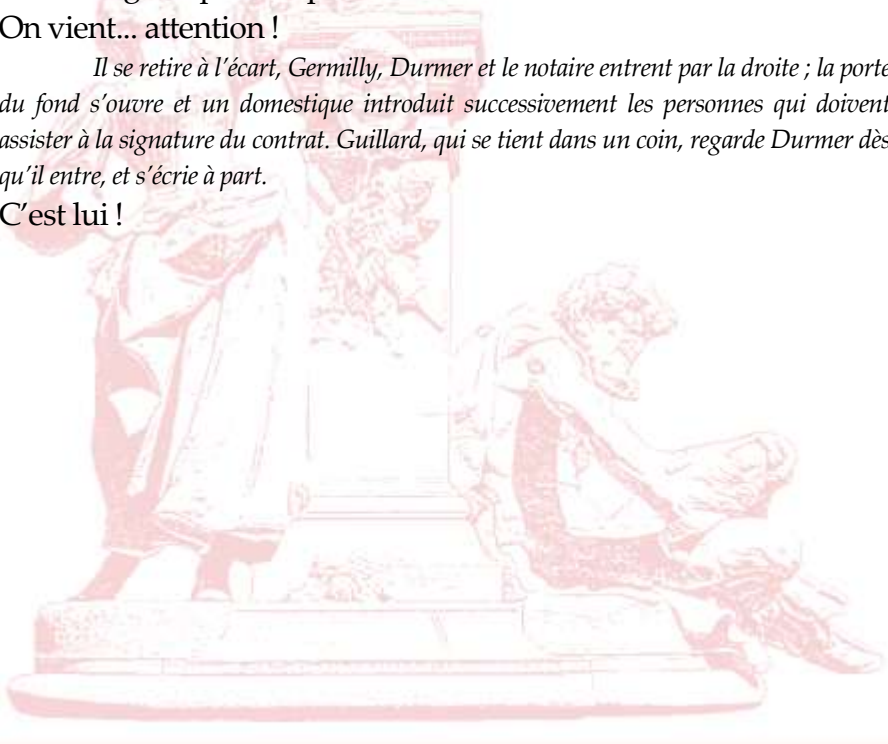 On vient... attention !
Il se retire à l’écart, Germilly, Durmer et le notaire entrent par la droite ; la porte
du fond s’ouvre et un domestique introduit successivement les personnes qui doivent
assister à la signature du contrat. Guillard, qui se tient dans un coin, regarde Durmer dès
qu’il entre, et s’écrie à part.
C’est lui !